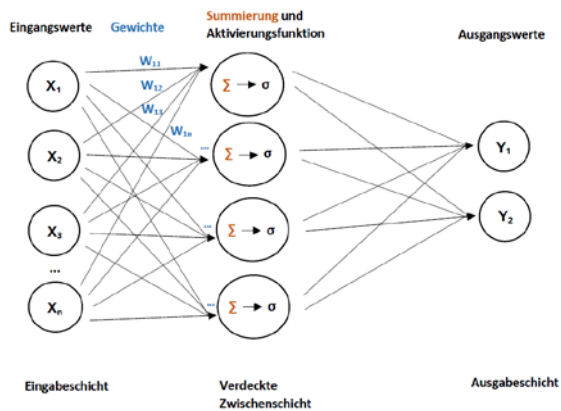 Eingangswerte
Gewichte
Summierung und
Aktivierungsfunktion
Ausgangswerte
X1
W11
W12
W13
W1n
Σ → σ
X2
...
Σ → σ
Y1
X3
...
Σ → σ
Y2
...
Xn
...
Σ → σ
Eingabeschicht
Verdeckte
Zwischenschicht
Ausgabeschicht